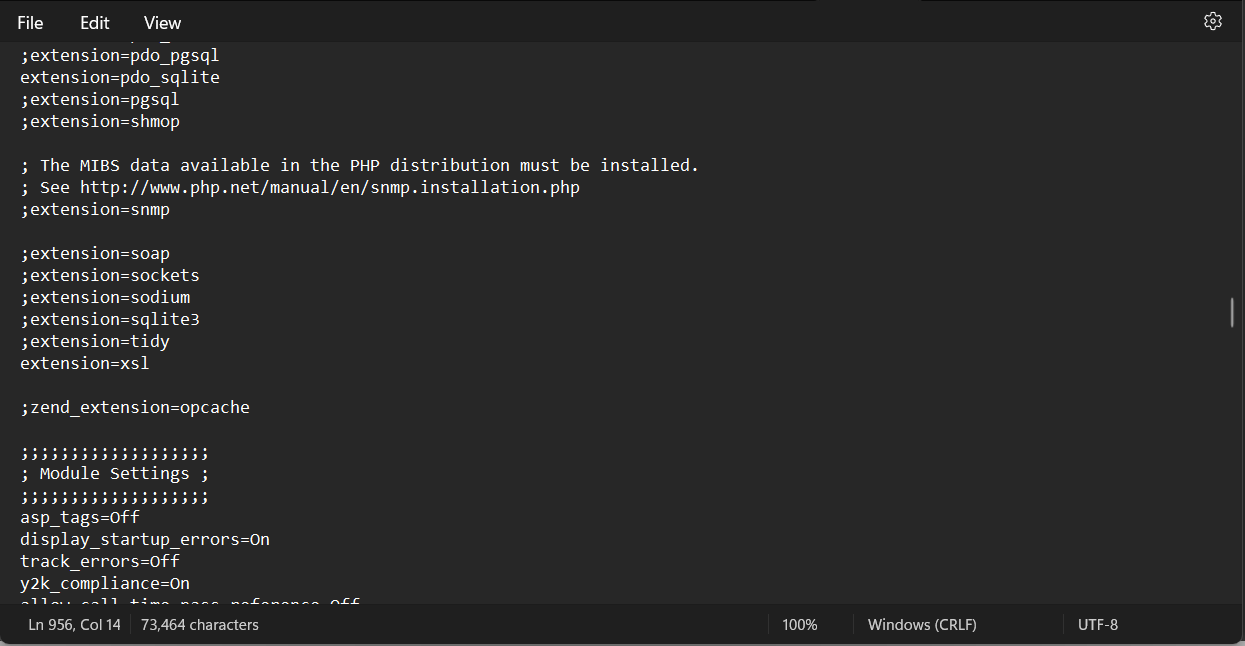 File Edit View
;extension=pdo_pgsql
extension=pdo_sqlite
;extension=pgsql
;extension=shmop
; The MIBS data available in the PHP distribution must be installed.
; See http://www.php.net/manual/en/snmp.installation.php
;extension=snmp
;extension=soap
;extension=sockets
;extension=sodium
;extension=sqlite3
;extension=tidy
extension=xsl
;zend_extension=opcache
;;;;;;;;;;;;;;;;;;;
; Module Settings ;
;;;;;;;;;;;;;;;;;;;
asp_tags=Off
display_startup_errors=On
track_errors=Off
y2k_compliance=On
allow_call_time_pass_reference=Off
Ln 956, Col 14 73,464 characters 100% Windows (CRLF) UTF-8